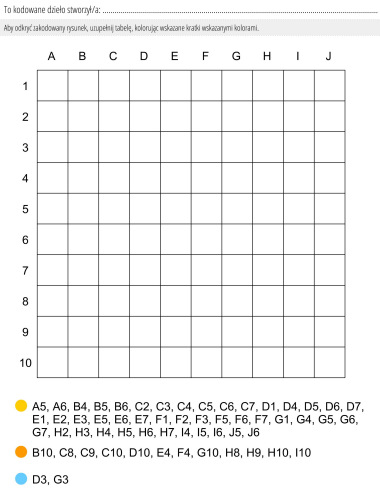 To kodowane dzieło stworzył/a:
Aby odkryć zakodowany rysunek, uzupełnij tabelę, kolorując wskazane kratki wskazanymi kolorami.
A B C D E F G H I J
1
2
3
4
5
6
7
8
9
10
A5, A6, B4, B5, B6, C2, C3, C4, C5, C6, C7, D1, D4, D5, D6, D7,
E1, E2, E3, E5, E6, E7, F1, F2, F3, F5, F6, F7, G1, G4, G5, G6,
G7, H2, H3, H4, H5, H6, H7, I4, I5, I6, J5, J6
B10, C8, C9, C10, D10, E4, F4, G10, H8, H9, H10, I10
D3, G3